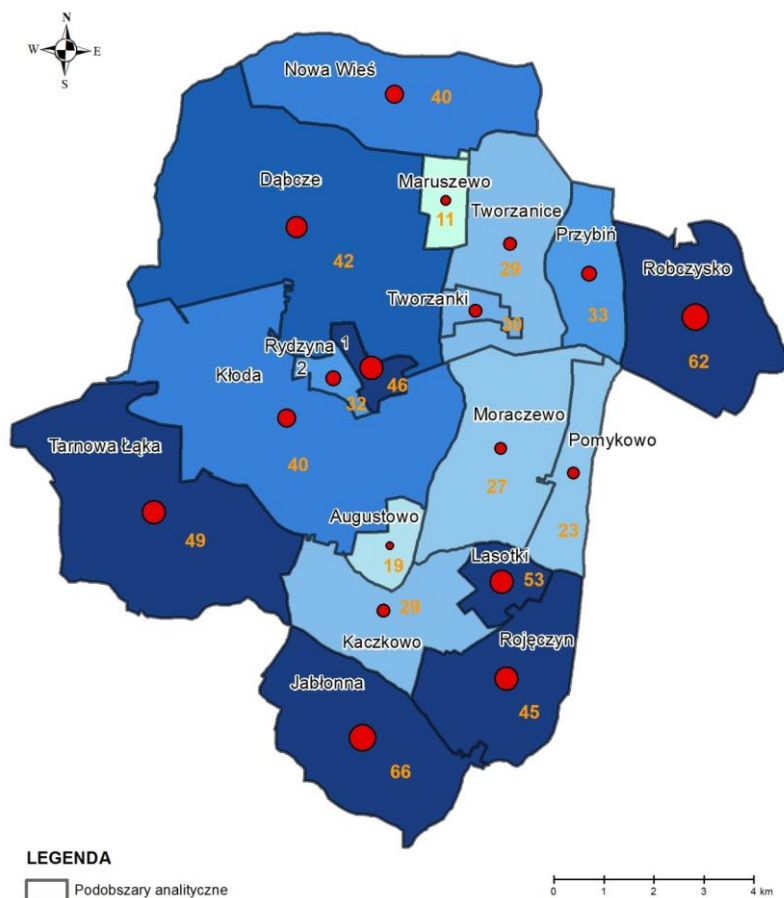 N
W E
S
Nowa Wieś
40
Dąbcze
42
Maruszewo
11
Tworzanice
29
Przybiń
33
Robczysko
62
Tworzanki
30
Rydzyna 1
2
46
32
Kłoda
40
Tarnowa Łąka
49
Moraczewo
27
Pomykowo
23
Augustowo
19
Lasotki
53
29
Kaczkowo
Rojęczyn
45
Jabłonna
66
LEGENDA
Podobszary analityczne
0 1 2 3 4 km